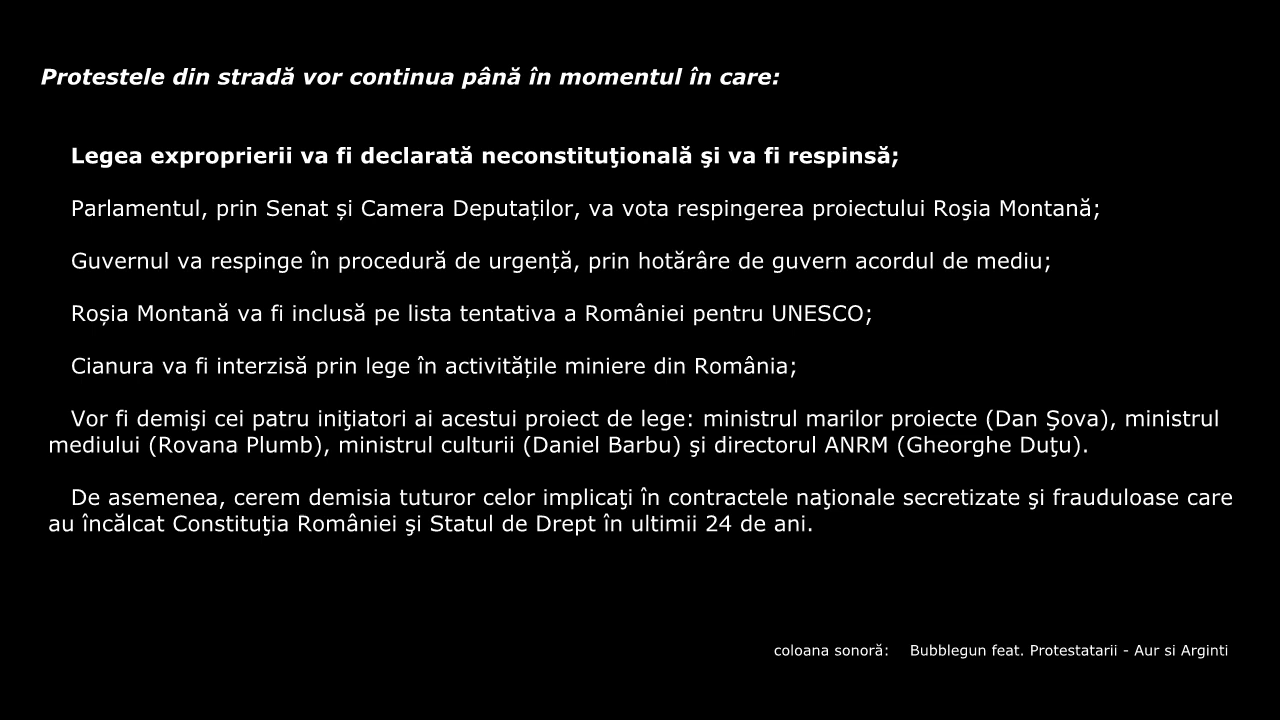 Protestele din stradă vor continua până în momentul în care:
Legea exproprierii va fi declarată neconstituţională şi va fi respinsă;
Parlamentul, prin Senat și Camera Deputaților, va vota respingerea proiectului Roşia Montană;
Guvernul va respinge în procedură de urgență, prin hotărâre de guvern acordul de mediu;
Roșia Montană va fi inclusă pe lista tentativa a României pentru UNESCO;
Cianura va fi interzisă prin lege în activitățile miniere din România;
Vor fi demişi cei patru iniţiatori ai acestui proiect de lege: ministrul marilor proiecte (Dan Şova), ministrul
mediului (Rovana Plumb), ministrul culturii (Daniel Barbu) şi directorul ANRM (Gheorghe Duţu).
De asemenea, cerem demisia tuturor celor implicaţi în contractele naţionale secretizate şi frauduloase care
au încălcat Constituţia României şi Statul de Drept în ultimii 24 de ani.
coloana sonoră: Bubblegun feat. Protestatarii - Aur si Arginti